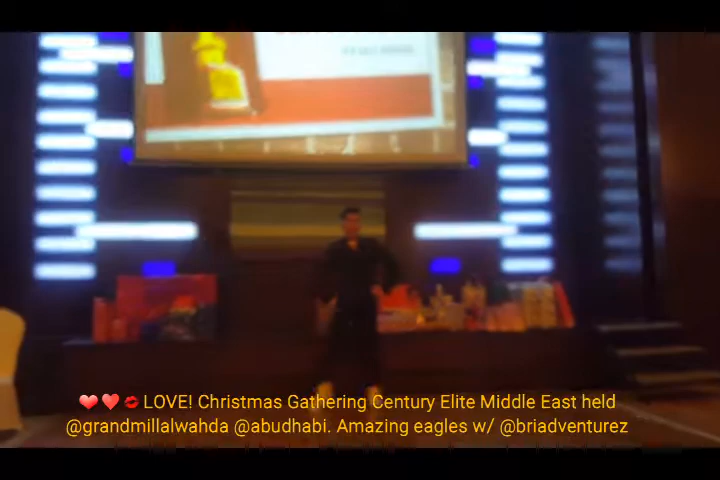 ❤️♥️💋LOVE! Christmas Gathering Century Elite Middle East held
@grandmillalwahda @abudhabi. Amazing eagles w/ @briadventurez